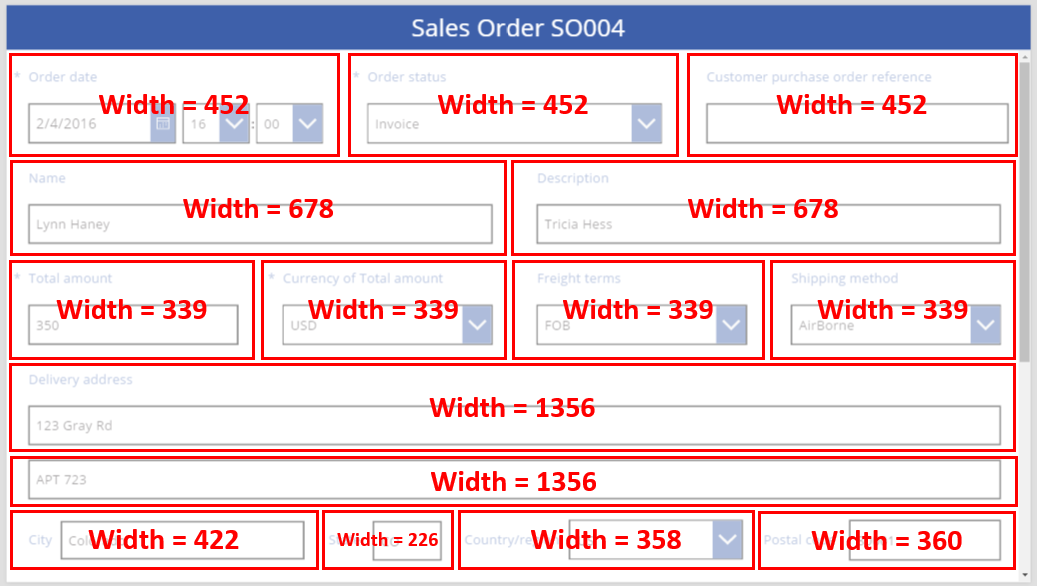 Sales Order SO004
* Order date * Order status Customer purchase order reference
Width = 452 Width = 452 Width = 452
2/4/2016 16 : 00 Invoice
Name Description
Width = 678 Width = 678
Lynn Haney Tricia Hess
* Total amount * Currency of Total amount Freight terms Shipping method
Width = 339 Width = 339 Width = 339 Width = 339
350 USD FOB AirBorne
Delivery address
Width = 1356
123 Gray Rd
APT 723 Width = 1356
City Width = 422 Width = 226 Width = 358 Postal Width = 360